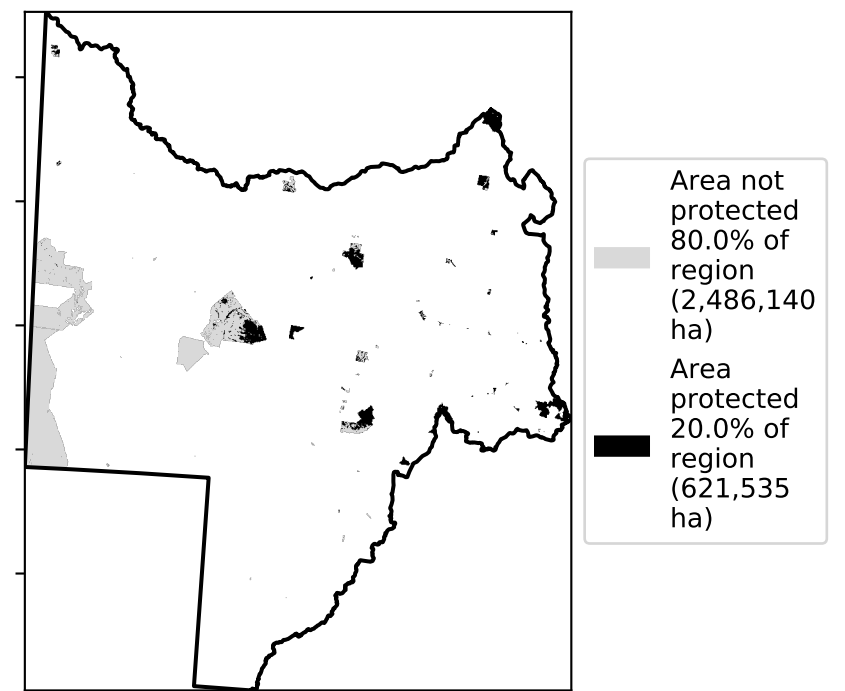 Area not
protected
80.0% of
region
(2,486,140
ha)
Area
protected
20.0% of
region
(621,535
ha)